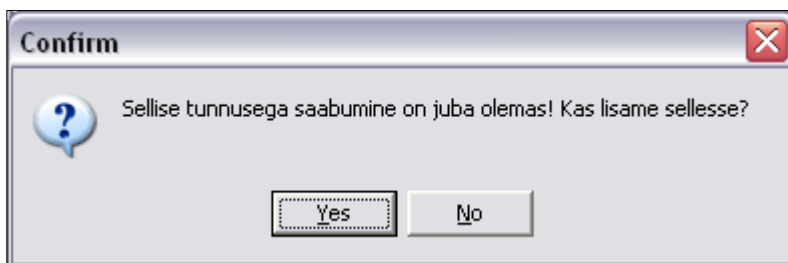 Confirm
Sellise tunnusega saabumine on juba olemas! Kas lisame sellesse?
Yes
No